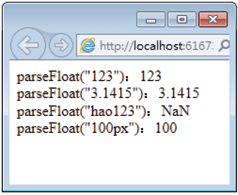 http://localhost:6167
parseFloat("123")：123
parseFloat("3.1415")：3.1415
parseFloat("hao123")：NaN
parseFloat("100px")：100